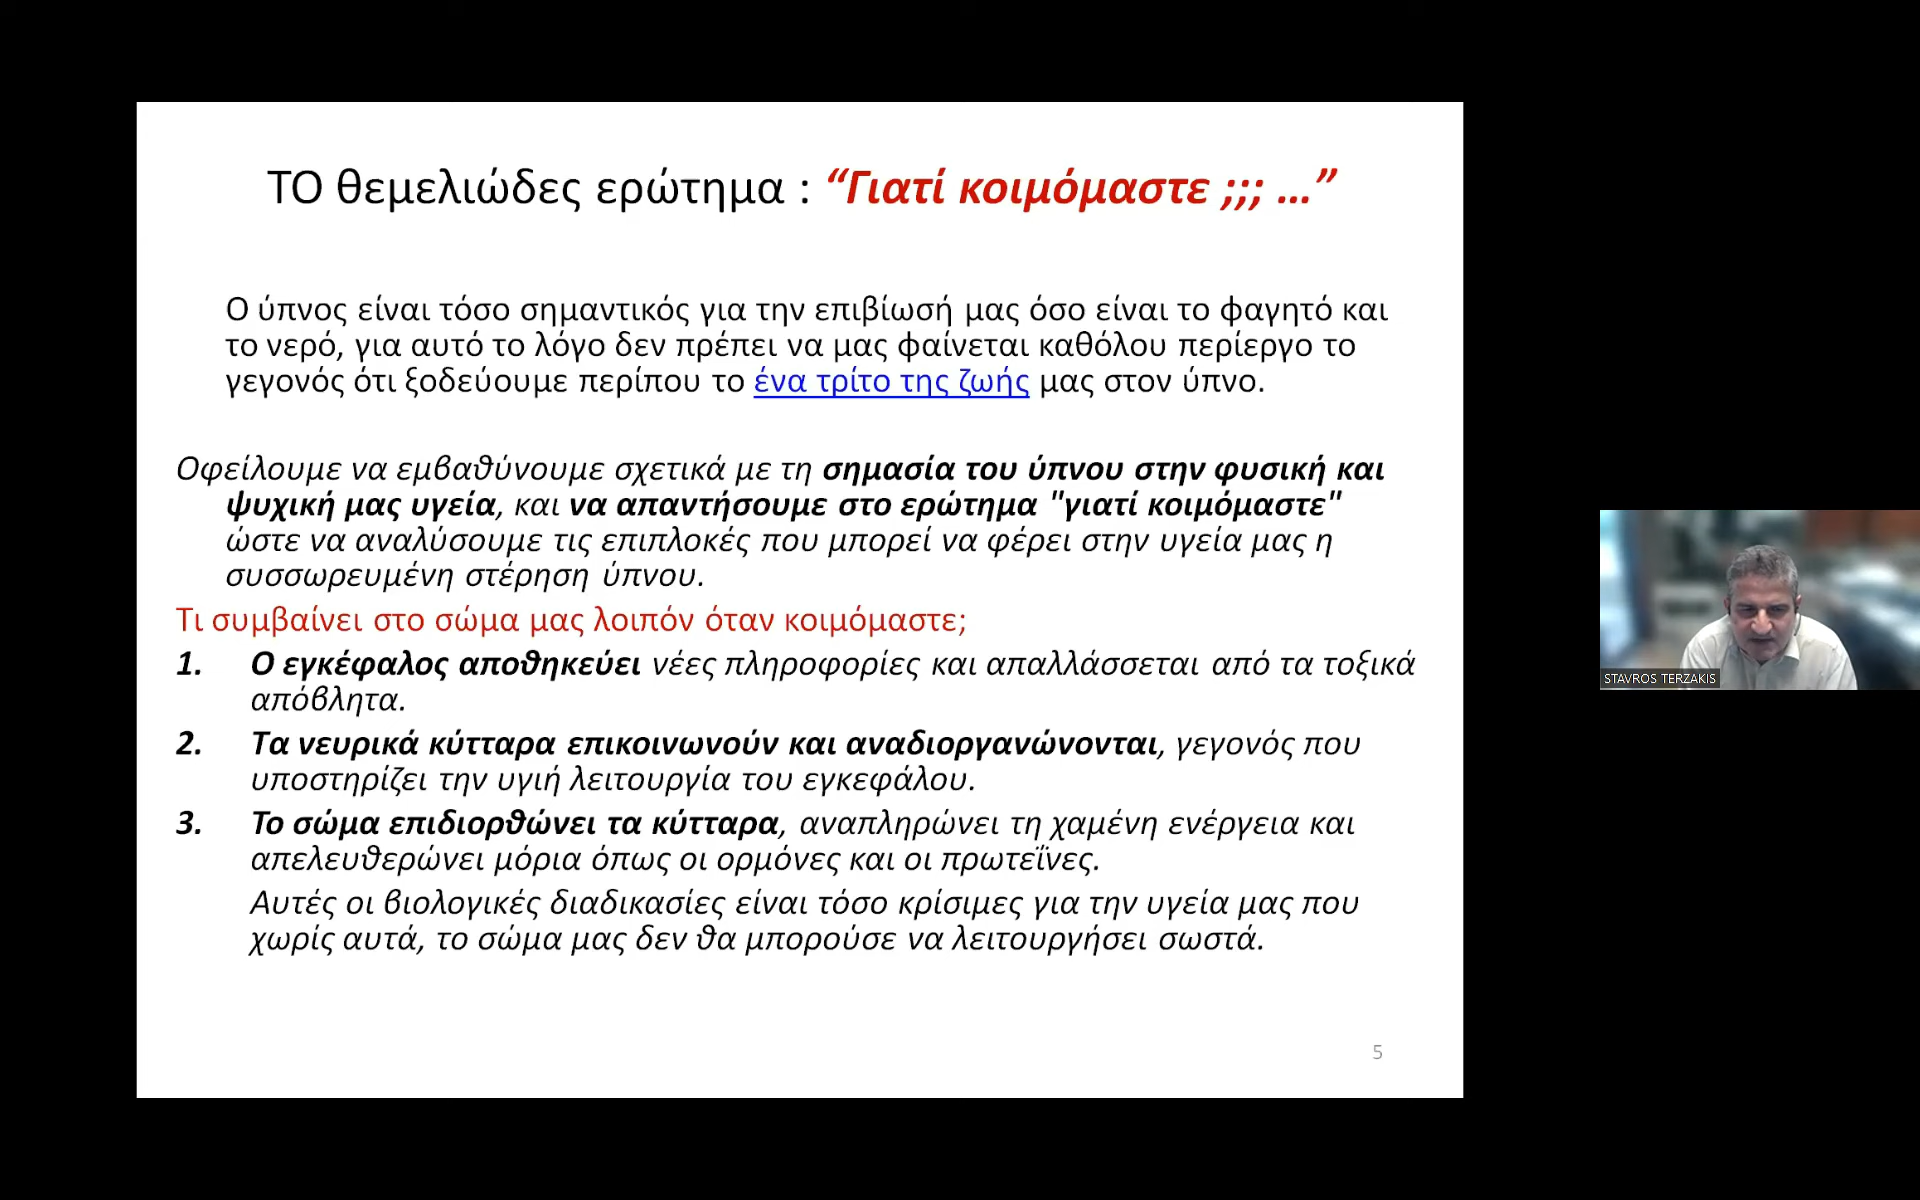 ΤΟ θεμελιώδες ερώτημα : “Γιατί κοιμόμαστε ;;; ...”
Ο ύπνος είναι τόσο σημαντικός για την επιβίωσή μας όσο είναι το φαγητό και
το νερό, για αυτό το λόγο δεν πρέπει να μας φαίνεται καθόλου περίεργο το
γεγονός ότι ξοδεύουμε περίπου το ένα τρίτο της ζωής μας στον ύπνο.
Οφείλουμε να εμβαθύνουμε σχετικά με τη σημασία του ύπνου στην φυσική και
ψυχική μας υγεία, και να απαντήσουμε στο ερώτημα "γιατί κοιμόμαστε"
ώστε να αναλύσουμε τις επιπλοκές που μπορεί να φέρει στην υγεία μας η
συσσωρευμένη στέρηση ύπνου.
Τι συμβαίνει στο σώμα μας λοιπόν όταν κοιμόμαστε;
1. Ο εγκέφαλος αποθηκεύει νέες πληροφορίες και απαλλάσσεται από τα τοξικά
απόβλητα.
2. Τα νευρικά κύτταρα επικοινωνούν και αναδιοργανώνονται, γεγονός που
υποστηρίζει την υγιή λειτουργία του εγκεφάλου.
3. Το σώμα επιδιορθώνει τα κύτταρα, αναπληρώνει τη χαμένη ενέργεια και
απελευθερώνει μόρια όπως οι ορμόνες και οι πρωτεΐνες.
Αυτές οι βιολογικές διαδικασίες είναι τόσο κρίσιμες για την υγεία μας που
χωρίς αυτά, το σώμα μας δεν θα μπορούσε να λειτουργήσει σωστά.
5
STAVROS TERZAKIS